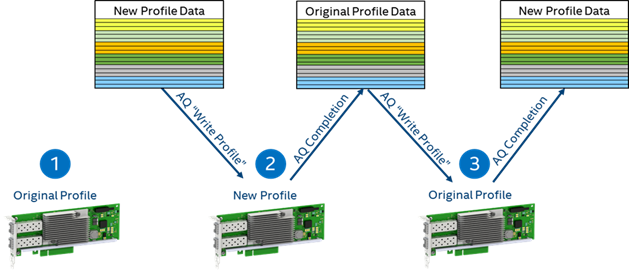 New Profile Data
Original Profile Data
New Profile Data
AQ "Write Profile"
AQ Completion
AQ "Write Profile"
AQ Completion
1
2
3
Original Profile
New Profile
Original Profile